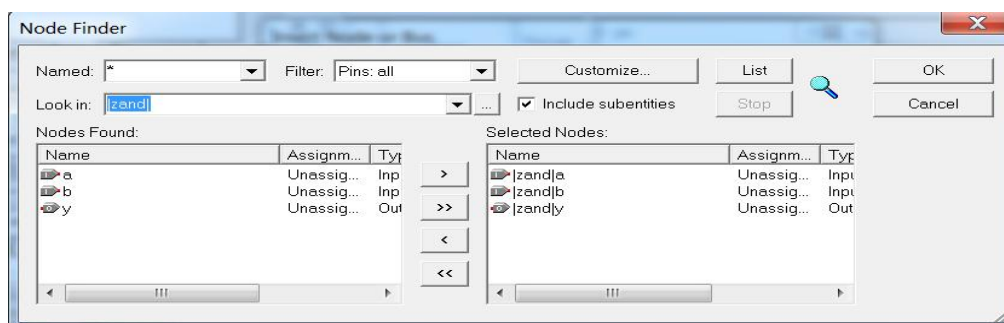 Node Finder
Named: * Filter: Pins: all Customize... List OK
Look in: |zand| ... Include subentities Stop Cancel
Nodes Found: Selected Nodes:
Name Assignm... Typ Name Assignm... Typ
a Unassig... Inp > |zand|a Unassig... Inpu
b Unassig... Inp |zand|b Unassig... Inpu
y Unassig... Out >> |zand|y Unassig... Out
<
<<